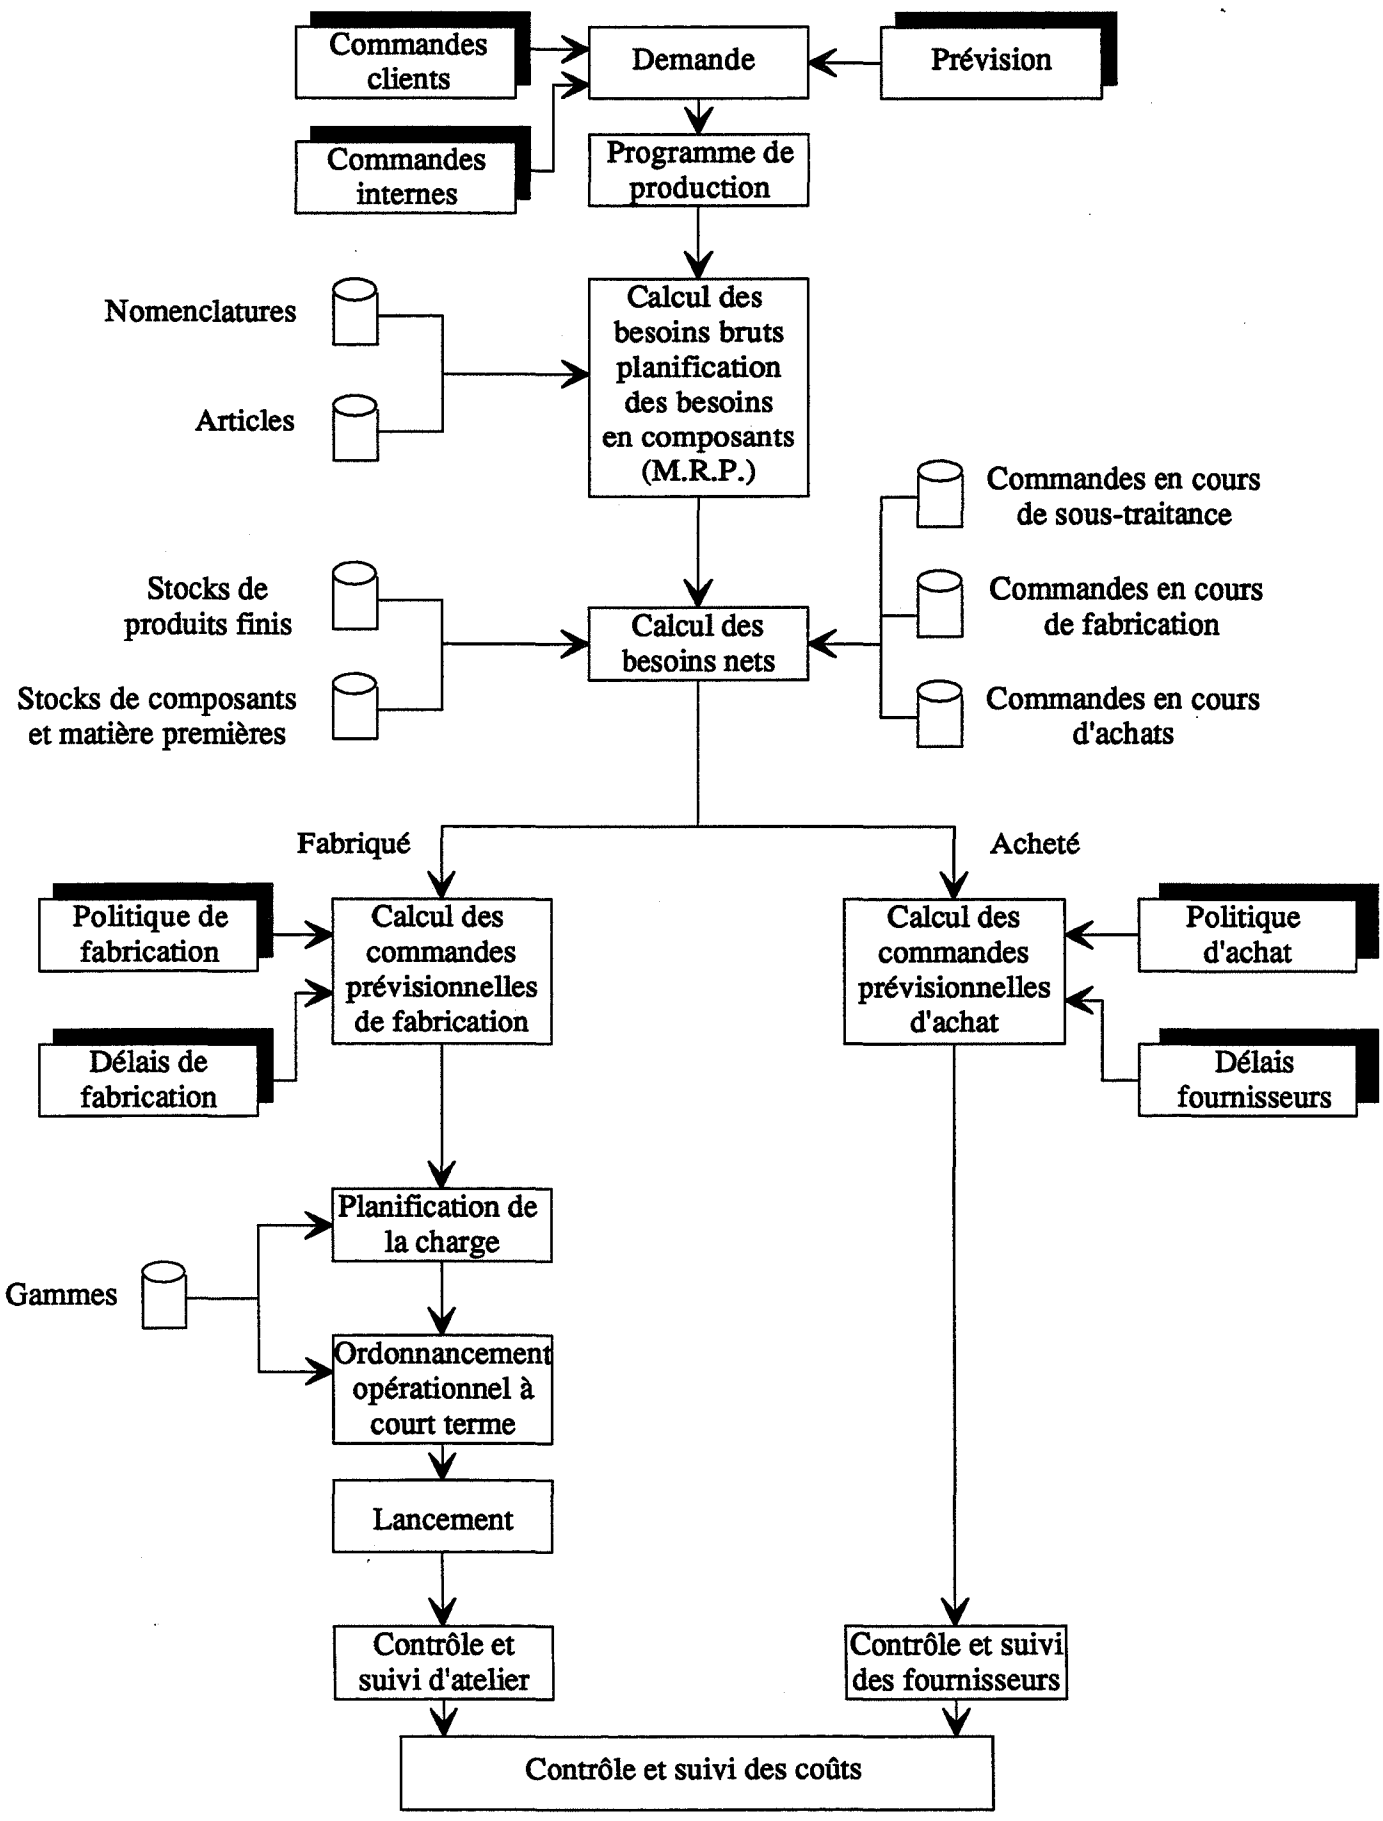 Commandes
clients
Demande
Prévision
Commandes
internes
Programme de
production
Nomenclatures
Articles
Calcul des
besoins bruts
planification
des besoins
en composants
(M.R.P.)
Commandes en cours
de sous-traitance
Stocks de
produits finis
Commandes en cours
de fabrication
Calcul des
besoins nets
Stocks de composants
et matière premières
Commandes en cours
d'achats
Fabriqué
Acheté
Politique de
fabrication
Calcul des
commandes
prévisionnelles
de fabrication
Calcul des
commandes
prévisionnelles
d'achat
Politique
d'achat
Délais de
fabrication
Délais
fournisseurs
Planification de
la charge
Gammes
Ordonnancement
opérationnel à
court terme
Lancement
Contrôle et
suivi d'atelier
Contrôle et suivi
des fournisseurs
Contrôle et suivi des coûts